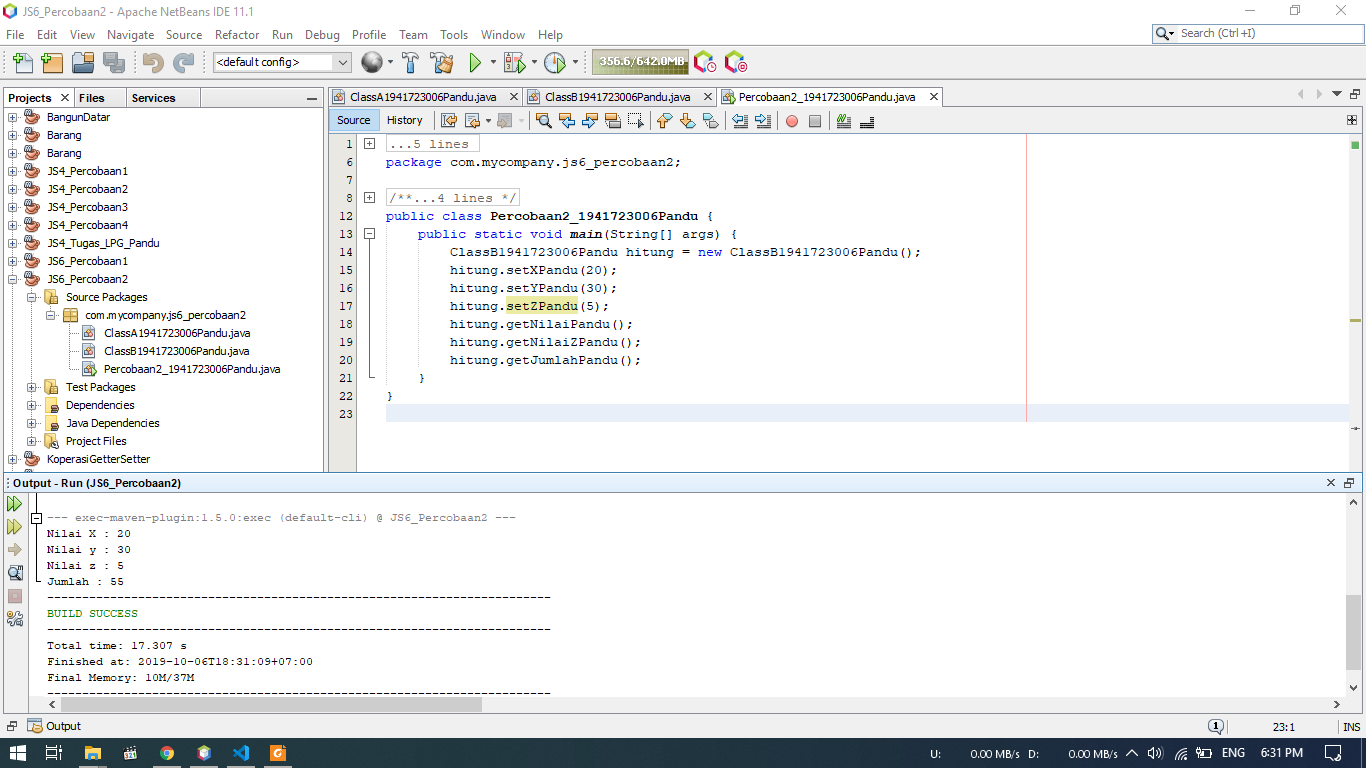 JS6_Percobaan2 - Apache NetBeans IDE 11.1
File Edit View Navigate Source Refactor Run Debug Profile Team Tools Window Help
Search (Ctrl+I)
<default config>
356.6/642.0MB
Projects Files Services
BangunDatar
Barang
Barang
JS4_Percobaan1
JS4_Percobaan2
JS4_Percobaan3
JS4_Percobaan4
JS4_Tugas_LPG_Pandu
JS6_Percobaan1
JS6_Percobaan2
Source Packages
com.mycompany.js6_percobaan2
ClassA1941723006Pandu.java
ClassB1941723006Pandu.java
Percobaan2_1941723006Pandu.java
Test Packages
Dependencies
Java Dependencies
Project Files
KoperasiGetterSetter
ClassA1941723006Pandu.java ClassB1941723006Pandu.java Percobaan2_1941723006Pandu.java
Source History
1 ...5 lines
6 package com.mycompany.js6_percobaan2;
7
8 /**...4 lines */
12 public class Percobaan2_1941723006Pandu {
13 public static void main(String[] args) {
14 ClassB1941723006Pandu hitung = new ClassB1941723006Pandu();
15 hitung.setXPandu(20);
16 hitung.setYPandu(30);
17 hitung.setZPandu(5);
18 hitung.getNilaiPandu();
19 hitung.getNilaiZPandu();
20 hitung.getJumlahPandu();
21 }
22 }
23
Output - Run (JS6_Percobaan2)
--- exec-maven-plugin:1.5.0:exec (default-cli) @ JS6_Percobaan2 ---
Nilai X : 20
Nilai y : 30
Nilai z : 5
Jumlah : 55
------------------------------------------------------------------------
BUILD SUCCESS
------------------------------------------------------------------------
Total time: 17.307 s
Finished at: 2019-10-06T18:31:09+07:00
Final Memory: 10M/37M
------------------------------------------------------------------------
Output
1
23:1
INS
U: 0.00 MB/s D: 0.00 MB/s ENG 6:31 PM